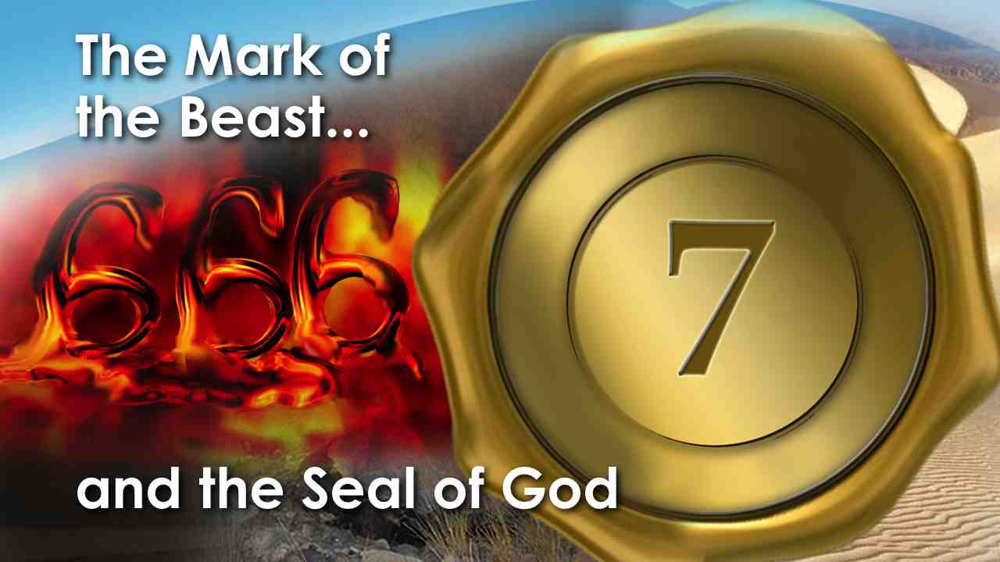 The Mark of
the Beast...
666
7
and the Seal of God